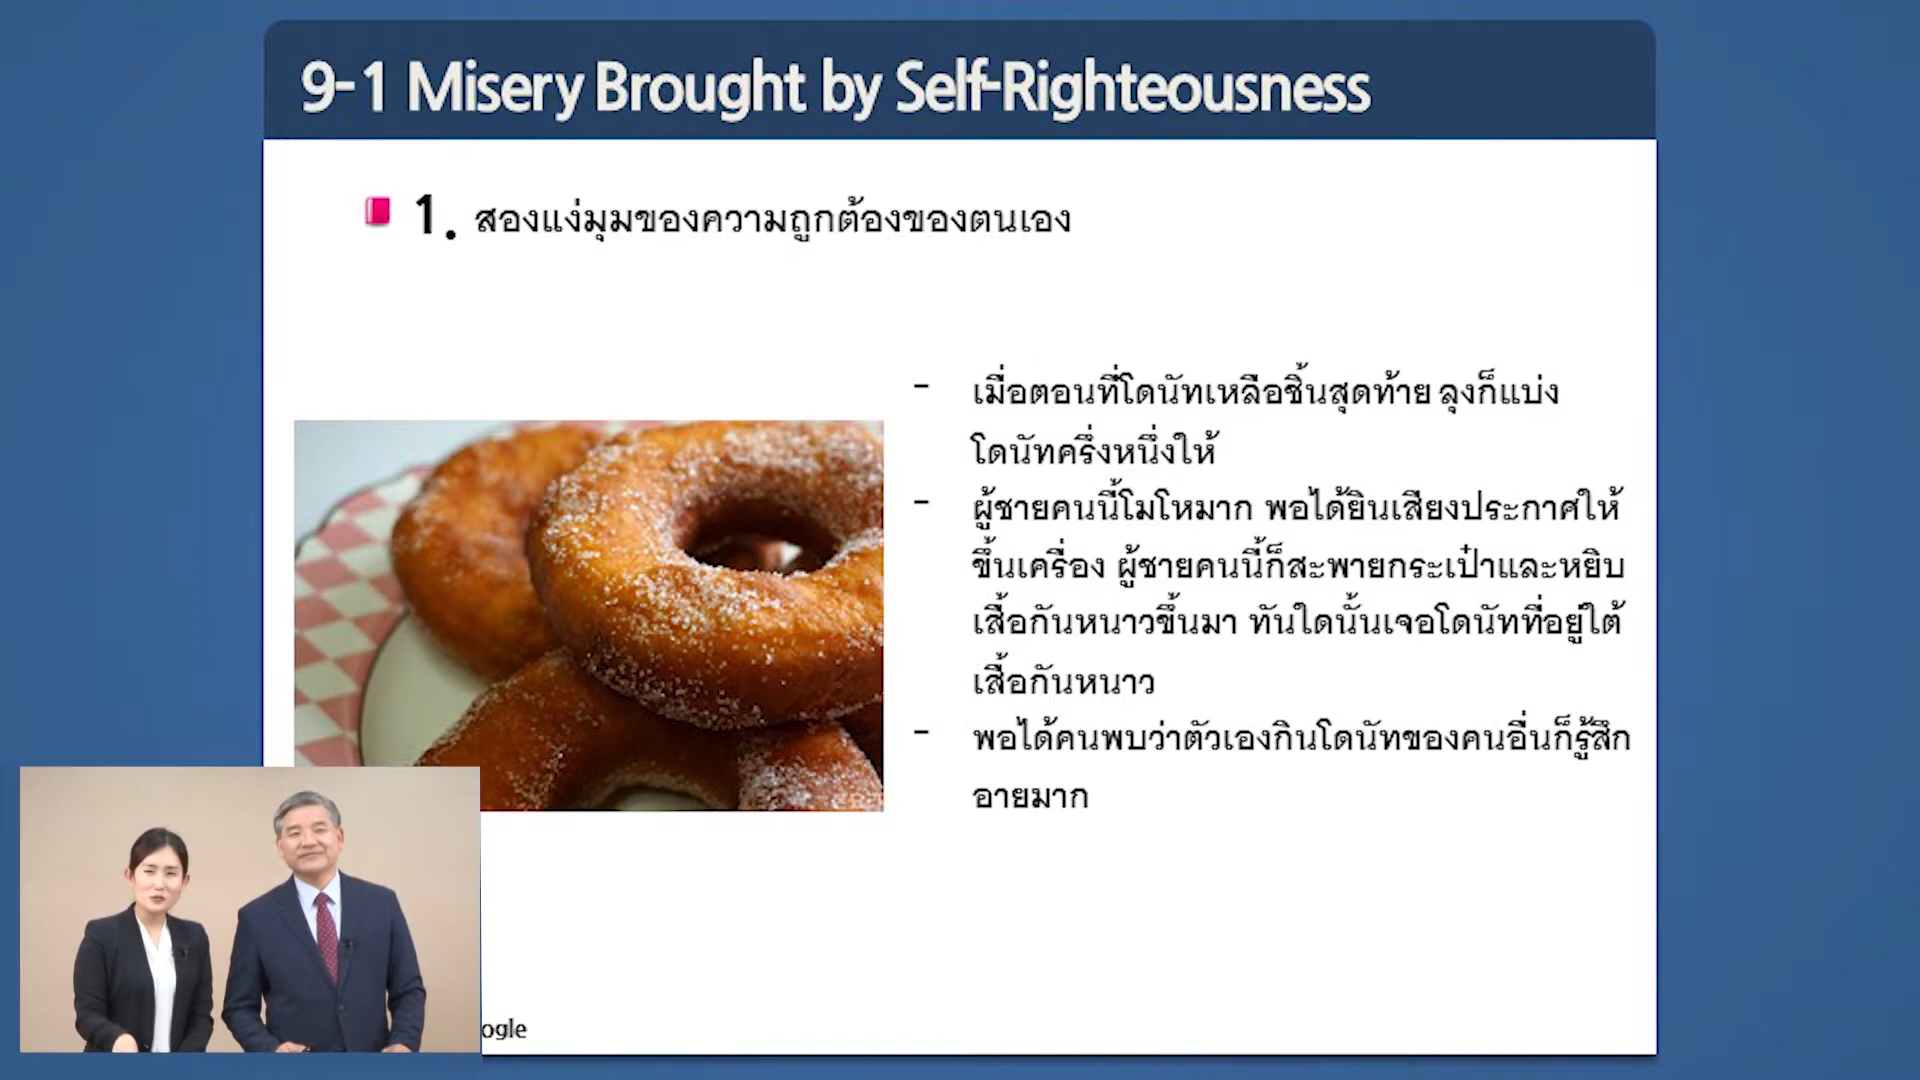 9-1 Misery Brought by Self-Righteousness
1. สองแง่มุมของความถูกต้องของตนเอง
- เมื่อตอนที่โดนัทเหลือชิ้นสุดท้าย ลุงก็แบ่ง
โดนัทครึ่งหนึ่งให้
- ผู้ชายคนนี้โมโหมาก พอได้ยินเสียงประกาศให้
ขึ้นเครื่อง ผู้ชายคนนี้ก็สะพายกระเป๋าและหยิบ
เสื้อกันหนาวขึ้นมา ทันใดนั้นเจอโดนัทที่อยู่ใต้
เสื้อกันหนาว
- พอได้คนพบว่าตัวเองกินโดนัทของคนอื่นก็รู้สึก
อายมาก
ogle